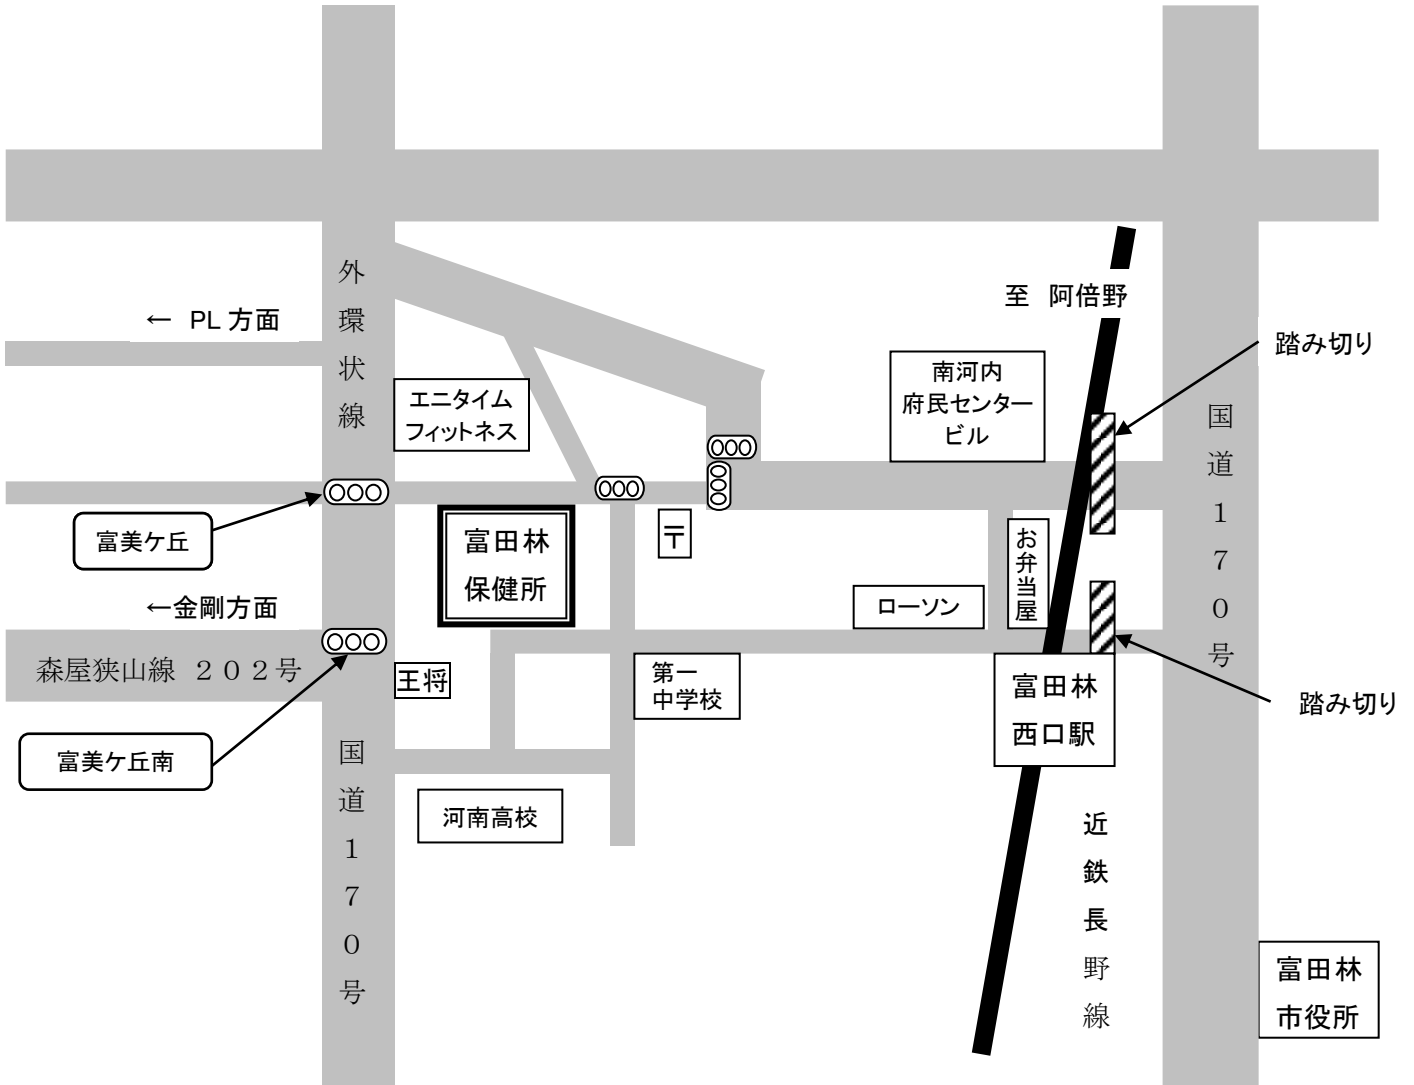 外環状線
← PL 方面
至 阿倍野
踏み切り
南河内
府民センター
ビル
エニタイム
フィットネス
国道１７０号
富美ケ丘
富田林
保健所
〒
お弁当屋
←金剛方面
ローソン
森屋狭山線 ２０２号
王将
第一
中学校
富田林
西口駅
踏み切り
富美ケ丘南
国道１７０号
河南高校
近鉄長野線
富田林
市役所